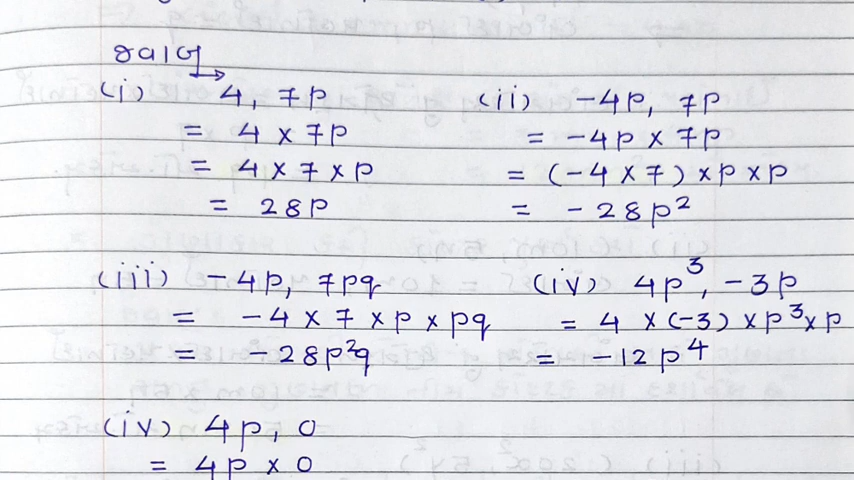 જવાબ →
(i) 4, 7p
= 4 × 7p
= 4 × 7 × p
= 28p
(ii) -4p, 7p
= -4p × 7p
= (-4 × 7) × p × p
= -28p²
(iii) -4p, 7pq
= -4 × 7 × p × pq
= -28p²q
(iv) 4p³, -3p
= 4 × (-3) × p³ × p
= -12p⁴
(iv) 4p, 0
= 4p × 0